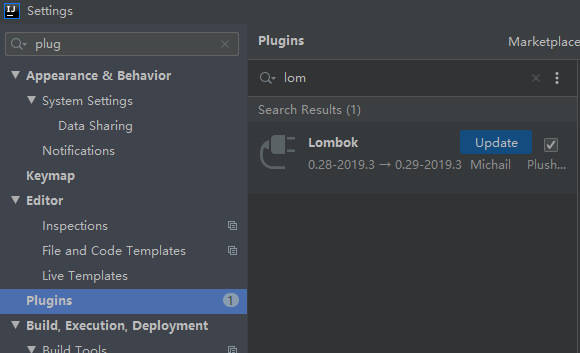 IJ Settings
plug
Appearance & Behavior
System Settings
Data Sharing
Notifications
Keymap
Editor
Inspections
File and Code Templates
Live Templates
Plugins 1
Build, Execution, Deployment
Build Tools
Plugins Marketplace
lom
Search Results (1)
Lombok Update
0.28-2019.3 → 0.29-2019.3 Michail Plush...